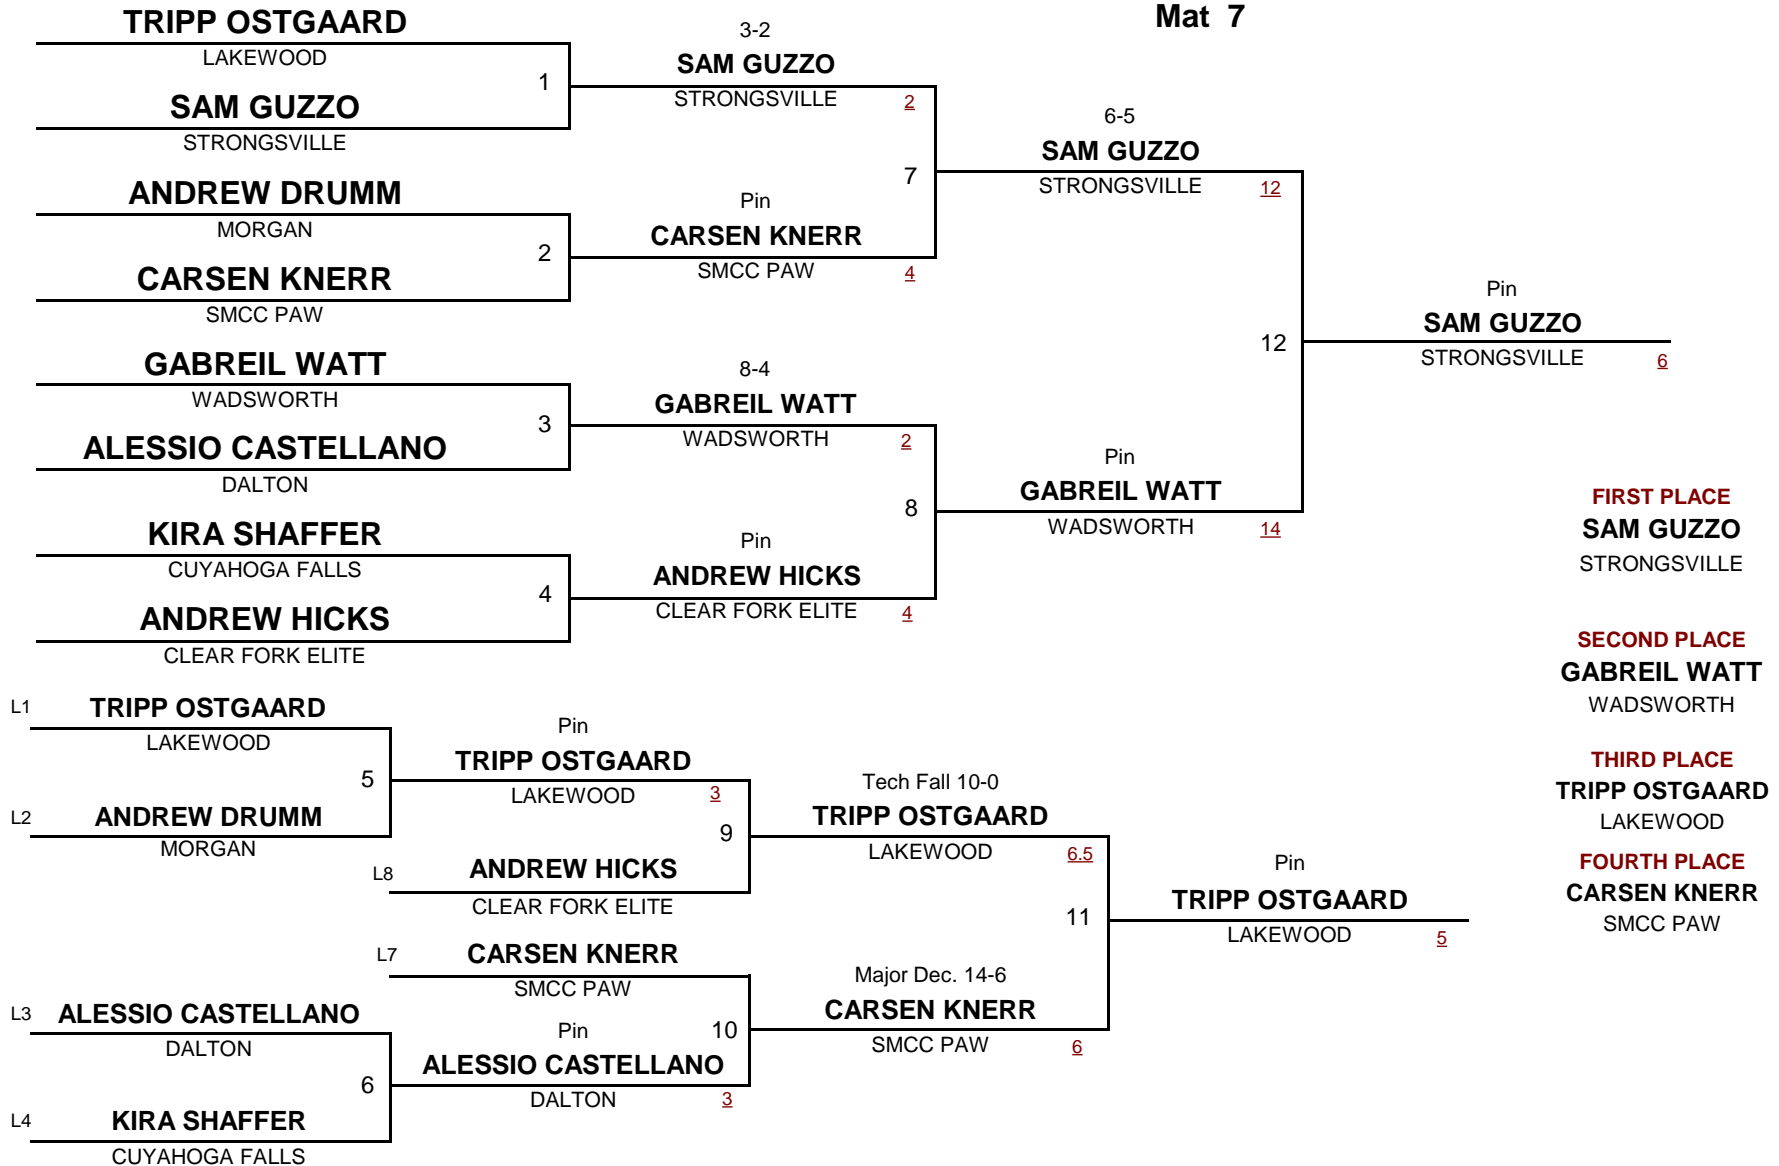 Mat 7
TRIPP OSTGAARD
LAKEWOOD
1
SAM GUZZO
STRONGSVILLE
ANDREW DRUMM
MORGAN
2
CARSEN KNERR
SMCC PAW
GABREIL WATT
WADSWORTH
3
ALESSIO CASTELLANO
DALTON
KIRA SHAFFER
CUYAHOGA FALLS
4
ANDREW HICKS
CLEAR FORK ELITE
3-2
SAM GUZZO
STRONGSVILLE 2
7
Pin
CARSEN KNERR
SMCC PAW 4
8-4
GABREIL WATT
WADSWORTH 2
8
Pin
ANDREW HICKS
CLEAR FORK ELITE 4
6-5
SAM GUZZO
STRONGSVILLE 12
12
Pin
GABREIL WATT
WADSWORTH 14
Pin
SAM GUZZO
STRONGSVILLE 6
L1 TRIPP OSTGAARD
LAKEWOOD
5
L2 ANDREW DRUMM
MORGAN
L3 ALESSIO CASTELLANO
DALTON
6
L4 KIRA SHAFFER
CUYAHOGA FALLS
Pin
TRIPP OSTGAARD
LAKEWOOD 3
9
L8 ANDREW HICKS
CLEAR FORK ELITE
L7 CARSEN KNERR
SMCC PAW
10
Pin
ALESSIO CASTELLANO
DALTON 3
Tech Fall 10-0
TRIPP OSTGAARD
LAKEWOOD 6.5
11
Major Dec. 14-6
CARSEN KNERR
SMCC PAW 6
Pin
TRIPP OSTGAARD
LAKEWOOD 5
FIRST PLACE
SAM GUZZO
STRONGSVILLE
SECOND PLACE
GABREIL WATT
WADSWORTH
THIRD PLACE
TRIPP OSTGAARD
LAKEWOOD
FOURTH PLACE
CARSEN KNERR
SMCC PAW